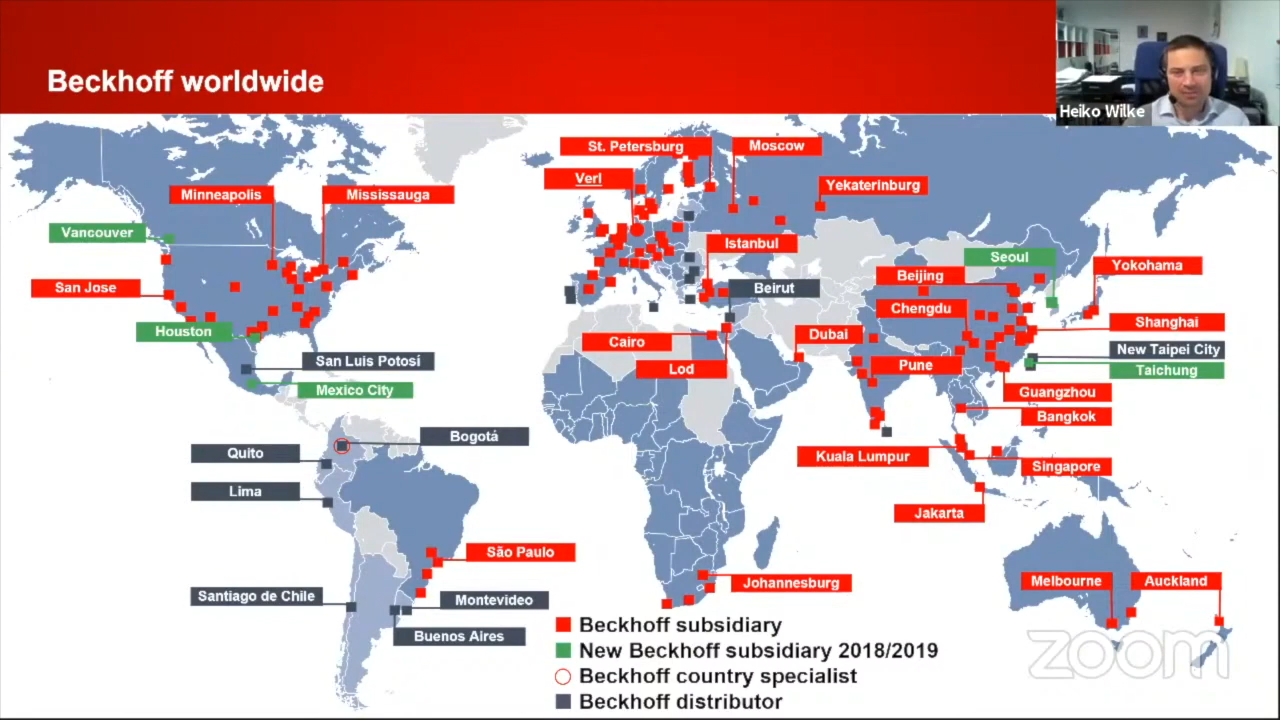 Beckhoff worldwide
Heiko Wilke
St. Petersburg
Moscow
Verl
Yekaterinburg
Minneapolis
Mississauga
Vancouver
Istanbul
Seoul
Yokohama
Beijing
San Jose
Beirut
Chengdu
Shanghai
Houston
Cairo
Dubai
New Taipei City
San Luis Potosí
Lod
Pune
Taichung
Mexico City
Guangzhou
Bangkok
Bogotá
Quito
Kuala Lumpur
Singapore
Lima
Jakarta
São Paulo
Johannesburg
Melbourne
Auckland
Santiago de Chile
Montevideo
Buenos Aires
Beckhoff subsidiary
New Beckhoff subsidiary 2018/2019
Beckhoff country specialist
Beckhoff distributor
zoom